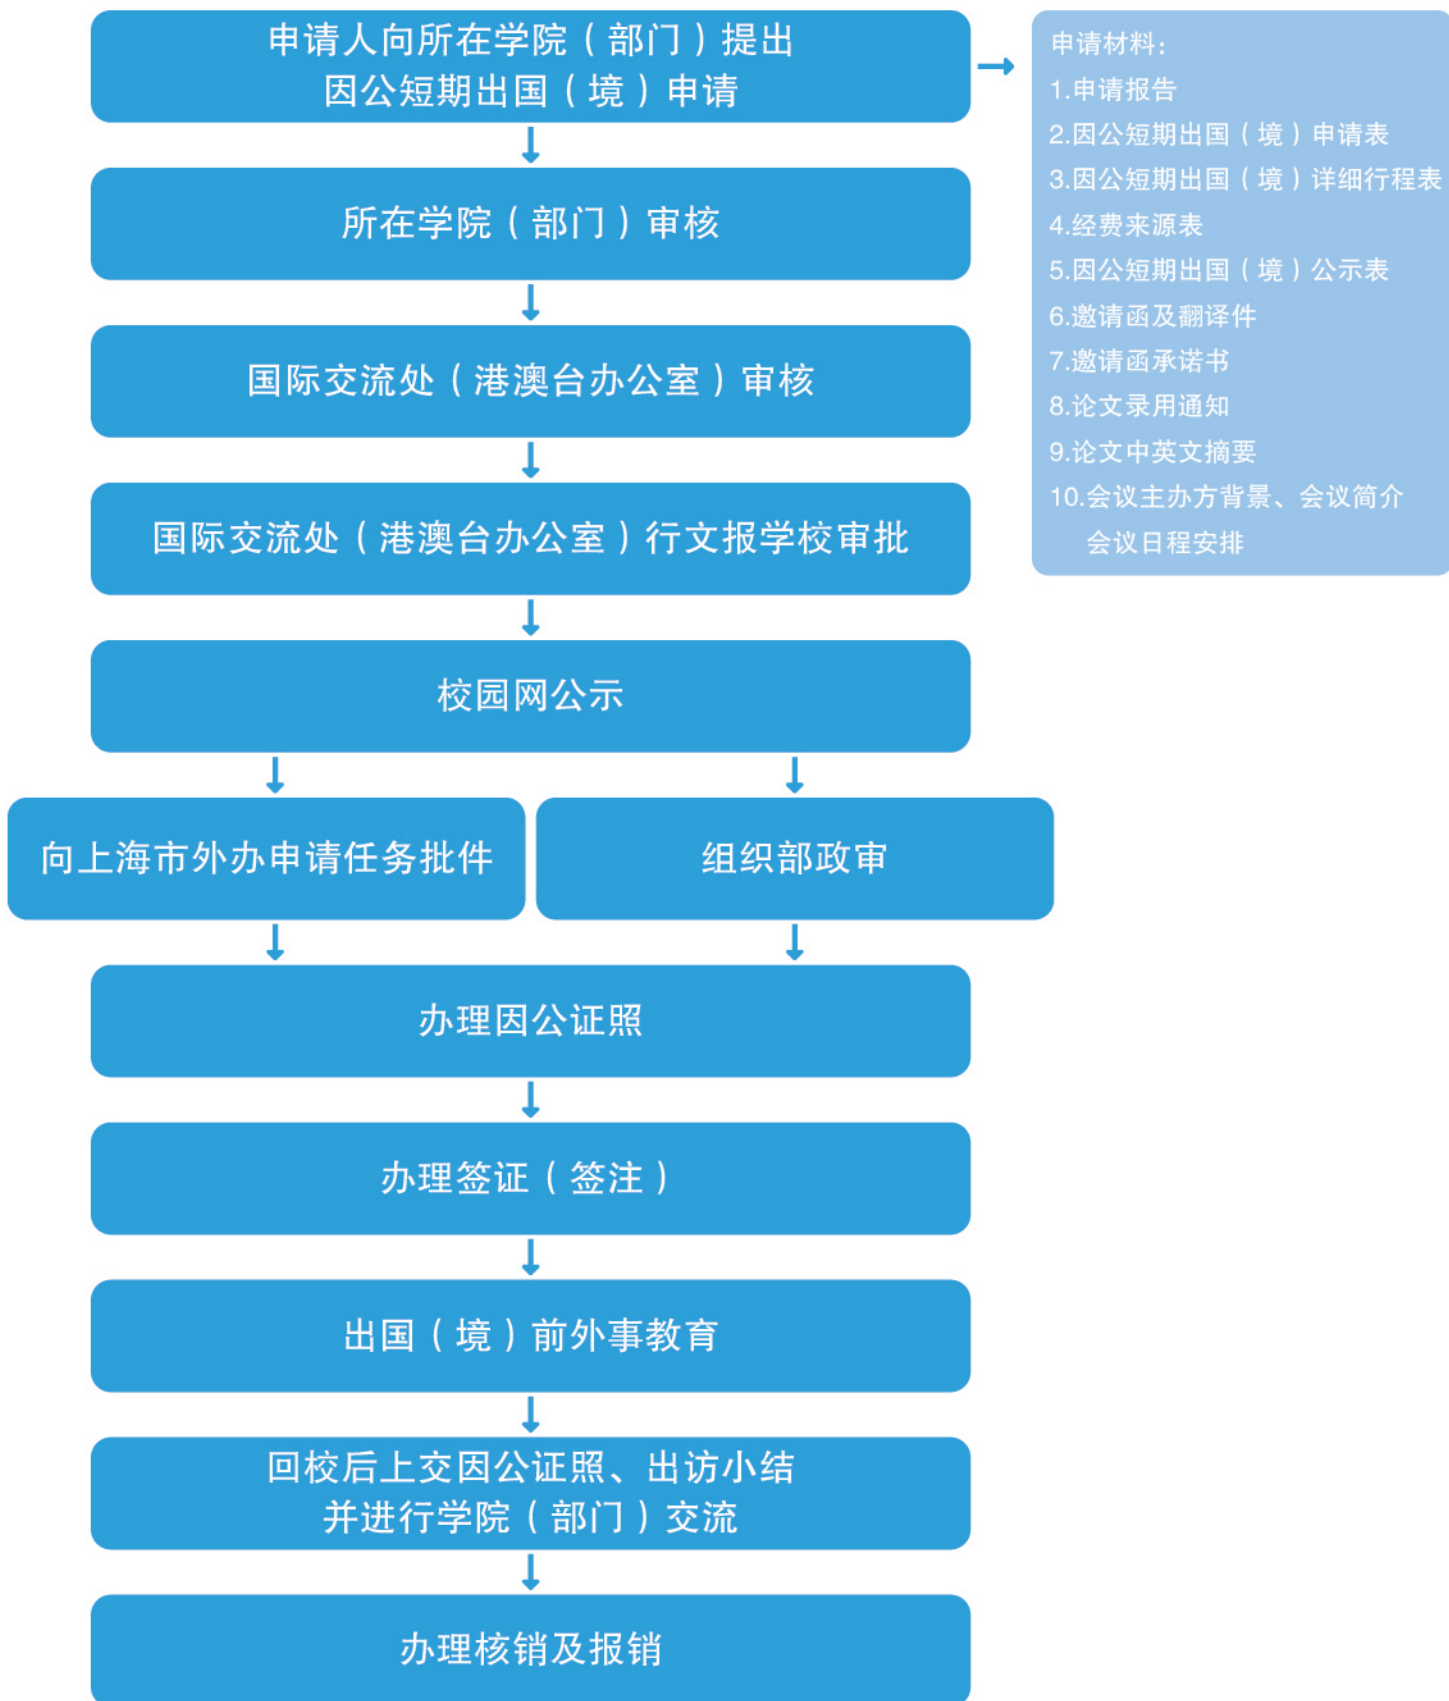 申请人向所在学院（部门）提出
因公短期出国（境）申请
申请材料：
1.申请报告
2.因公短期出国（境）申请表
3.因公短期出国（境）详细行程表
4.经费来源表
5.因公短期出国（境）公示表
6.邀请函及翻译件
7.邀请函承诺书
8.论文录用通知
9.论文中英文摘要
10.会议主办方背景、会议简介
会议日程安排
所在学院（部门）审核
国际交流处（港澳台办公室）审核
国际交流处（港澳台办公室）行文报学校审批
校园网公示
向上海市外办申请任务批件
组织部政审
办理因公证照
办理签证（签注）
出国（境）前外事教育
回校后上交因公证照、出访小结
并进行学院（部门）交流
办理核销及报销